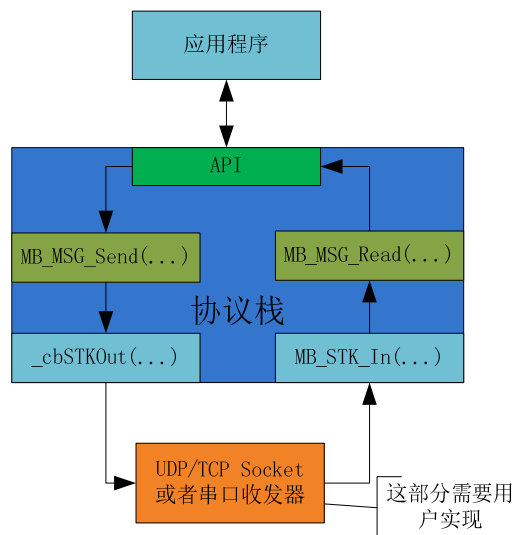 应用程序
API
MB_MSG_Send(...)
MB_MSG_Read(...)
协议栈
_cbSTKOut(...)
MB_STK_In(...)
UDP/TCP Socket
或者串口收发器
这部分需要用
户实现